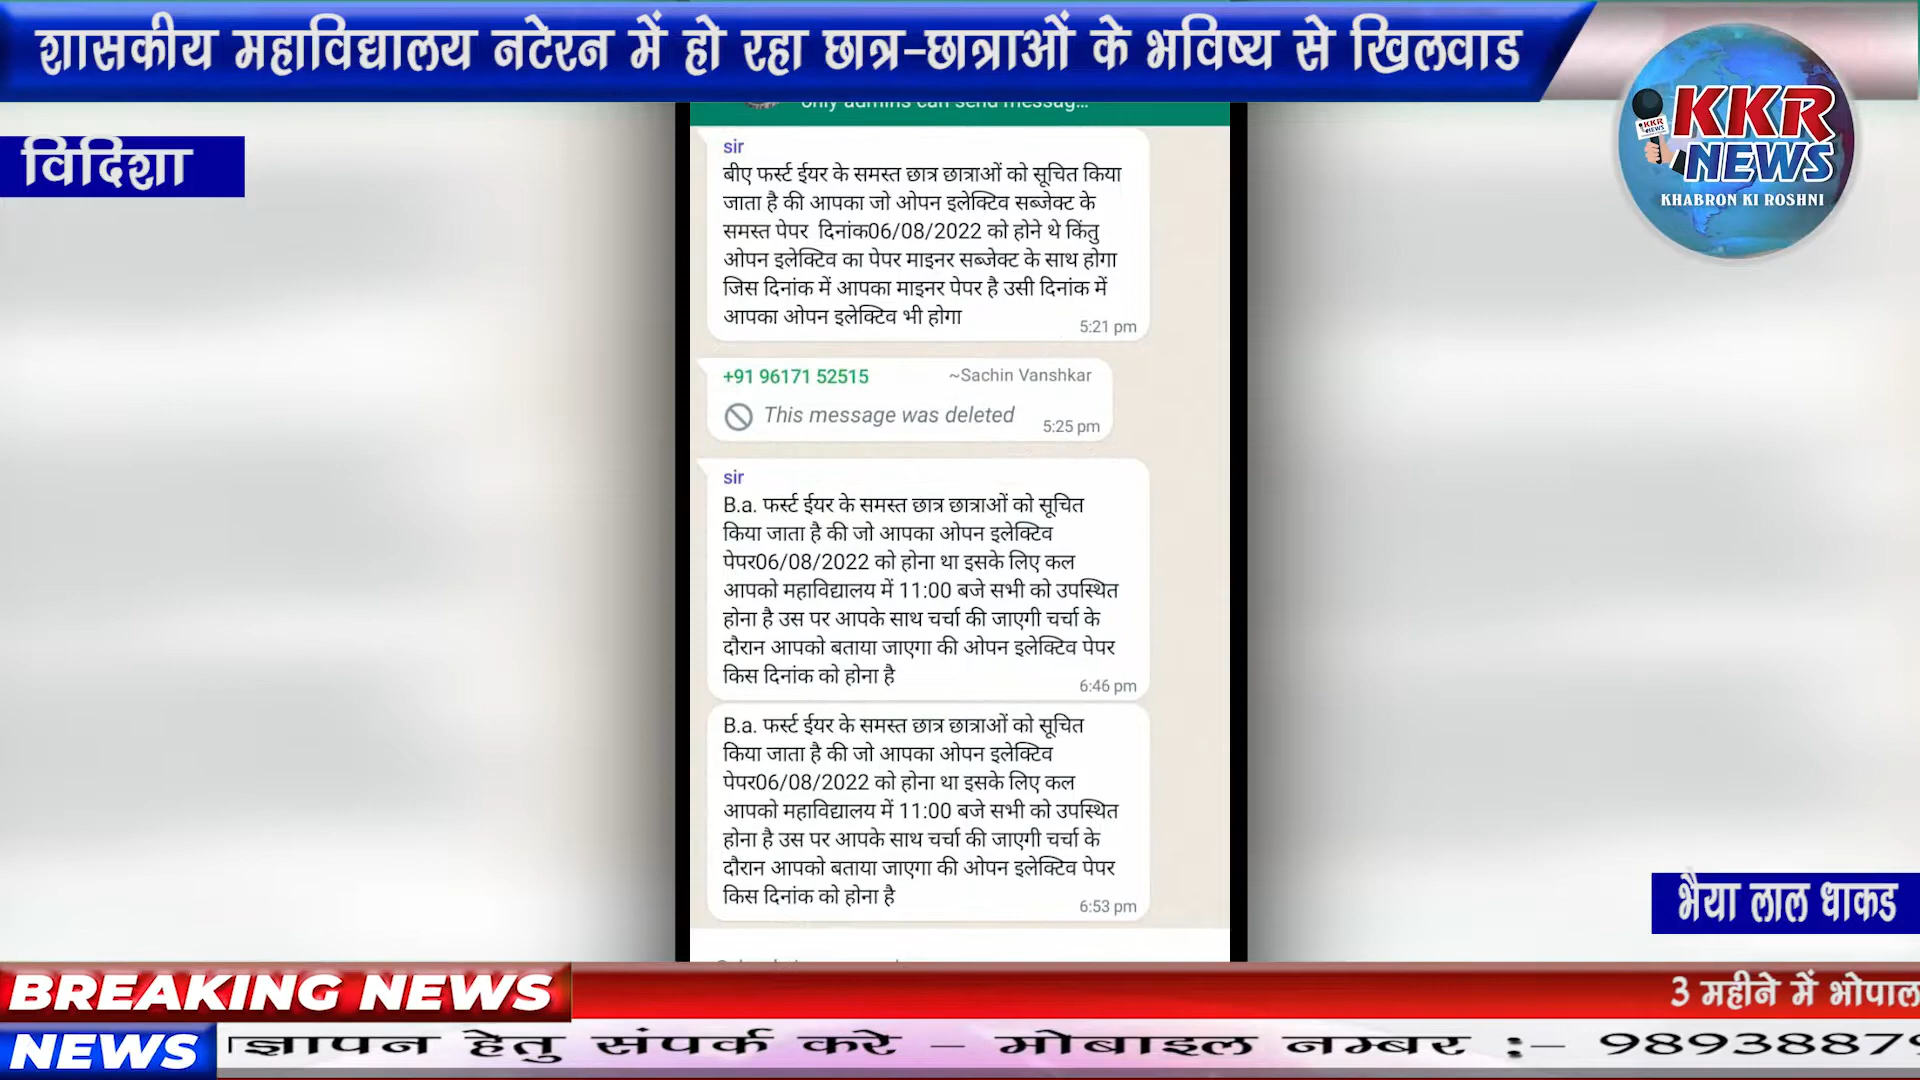 शासकीय महाविद्यालय नटेरन में हो रहा छात्र-छात्राओं के भविष्य से खिलवाड
KKR
NEWS
KHABRON KI ROSHNI
विदिशा
only admins can send messag...
sir
बीए फर्स्ट ईयर के समस्त छात्र छात्राओं को सूचित किया
जाता है की आपका जो ओपन इलेक्टिव सब्जेक्ट के
समस्त पेपर दिनांक06/08/2022 को होने थे किंतु
ओपन इलेक्टिव का पेपर माइनर सब्जेक्ट के साथ होगा
जिस दिनांक में आपका माइनर पेपर है उसी दिनांक में
आपका ओपन इलेक्टिव भी होगा
5:21 pm
+91 96171 52515 ~Sachin Vanshkar
This message was deleted
5:25 pm
sir
B.a. फर्स्ट ईयर के समस्त छात्र छात्राओं को सूचित
किया जाता है की जो आपका ओपन इलेक्टिव
पेपर06/08/2022 को होना था इसके लिए कल
आपको महाविद्यालय में 11:00 बजे सभी को उपस्थित
होना है उस पर आपके साथ चर्चा की जाएगी चर्चा के
दौरान आपको बताया जाएगा की ओपन इलेक्टिव पेपर
किस दिनांक को होना है
6:46 pm
B.a. फर्स्ट ईयर के समस्त छात्र छात्राओं को सूचित
किया जाता है की जो आपका ओपन इलेक्टिव
पेपर06/08/2022 को होना था इसके लिए कल
आपको महाविद्यालय में 11:00 बजे सभी को उपस्थित
होना है उस पर आपके साथ चर्चा की जाएगी चर्चा के
दौरान आपको बताया जाएगा की ओपन इलेक्टिव पेपर
किस दिनांक को होना है
6:53 pm
भैया लाल धाकड
BREAKING NEWS
3 महीने में भोपाल
NEWS
ज्ञापन हेतु संपर्क करे - मोबाइल नम्बर :- 98938879